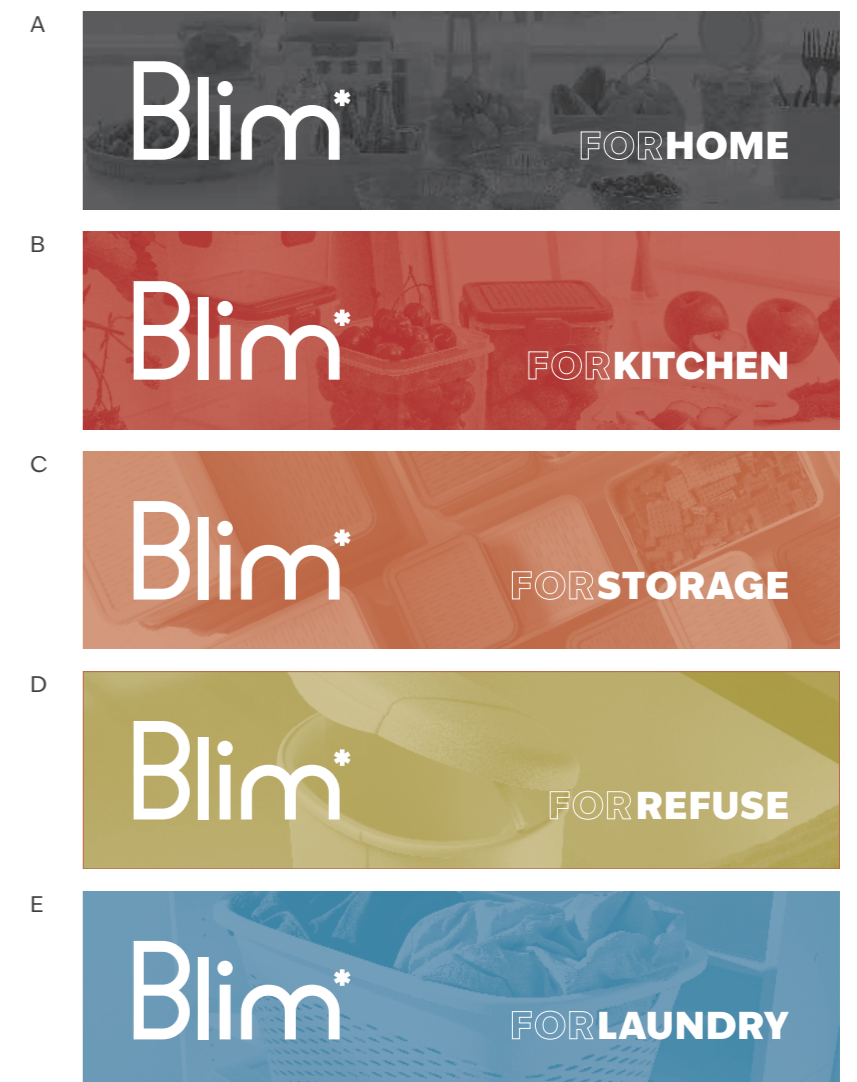 A
Blim*
FORHOME
B
Blim*
FORKITCHEN
C
Blim*
FORSTORAGE
D
Blim*
FORREFUSE
E
Blim*
FORLAUNDRY